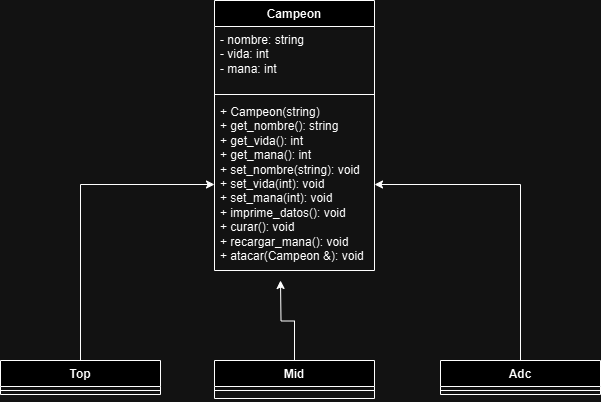 Campeon
- nombre: string
- vida: int
- mana: int
+ Campeon(string)
+ get_nombre(): string
+ get_vida(): int
+ get_mana(): int
+ set_nombre(string): void
+ set_vida(int): void
+ set_mana(int): void
+ imprime_datos(): void
+ curar(): void
+ recargar_mana(): void
+ atacar(Campeon &): void
Top
Mid
Adc